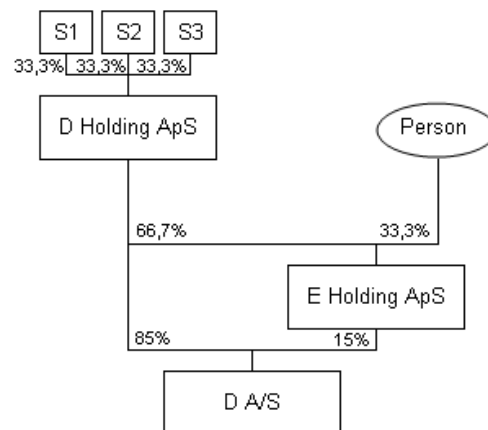 S1 S2 S3
33,3% 33,3% 33,3%
D Holding ApS
Person
66,7% 33,3%
E Holding ApS
85% 15%
D A/S